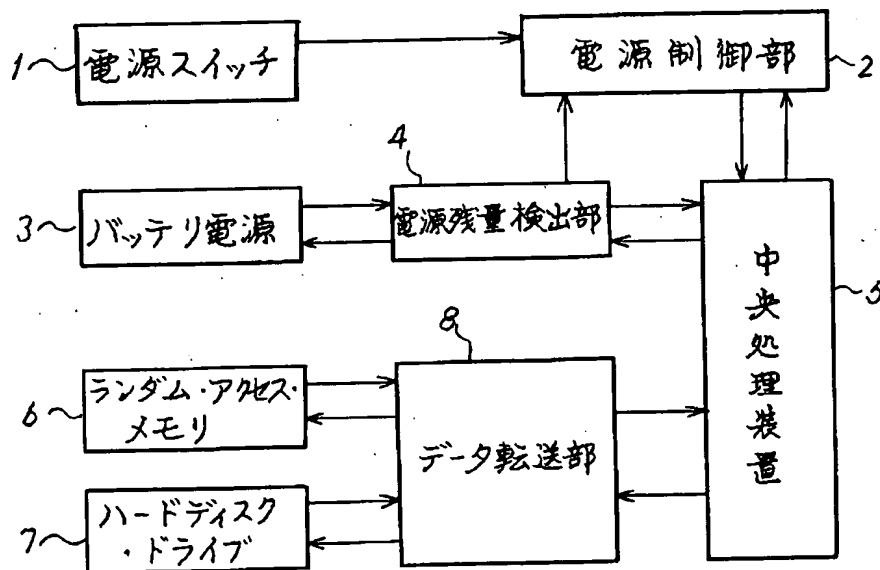 1 電源スイッチ
電源制御部 2
4
3 バッテリ電源
電源残量検出部
中央処理装置
5
8
6 ランダム・アクセス・
メモリ
データ転送部
7 ハードディスク
・ドライブ